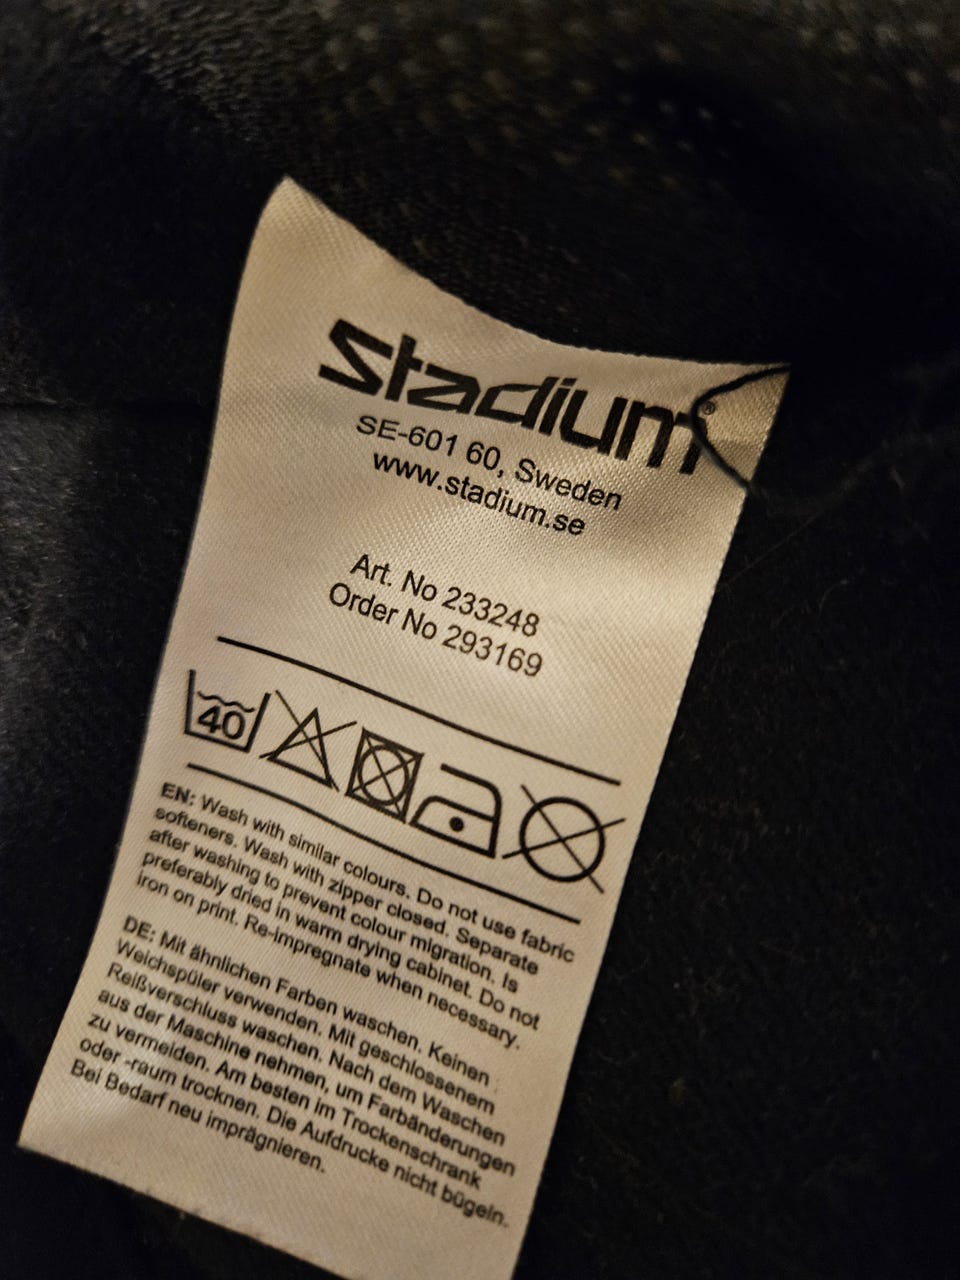 stadium®
SE-601 60, Sweden
www.stadium.se
Art. No 233248
Order No 293169
40
EN: Wash with similar colours. Do not use fabric
softeners. Wash with zipper closed. Separate
after washing to prevent colour migration. Is
preferably dried in warm drying cabinet. Do not
iron on print. Re-impregnate when necessary.
DE: Mit ähnlichen Farben waschen. Keinen
Weichspüler verwenden. Mit geschlossenem
Reißverschluss waschen. Nach dem Waschen
aus der Maschine nehmen, um Farbänderungen
zu vermeiden. Am besten im Trockenschrank
oder -raum trocknen. Die Aufdrucke nicht bügeln.
Bei Bedarf neu imprägnieren.